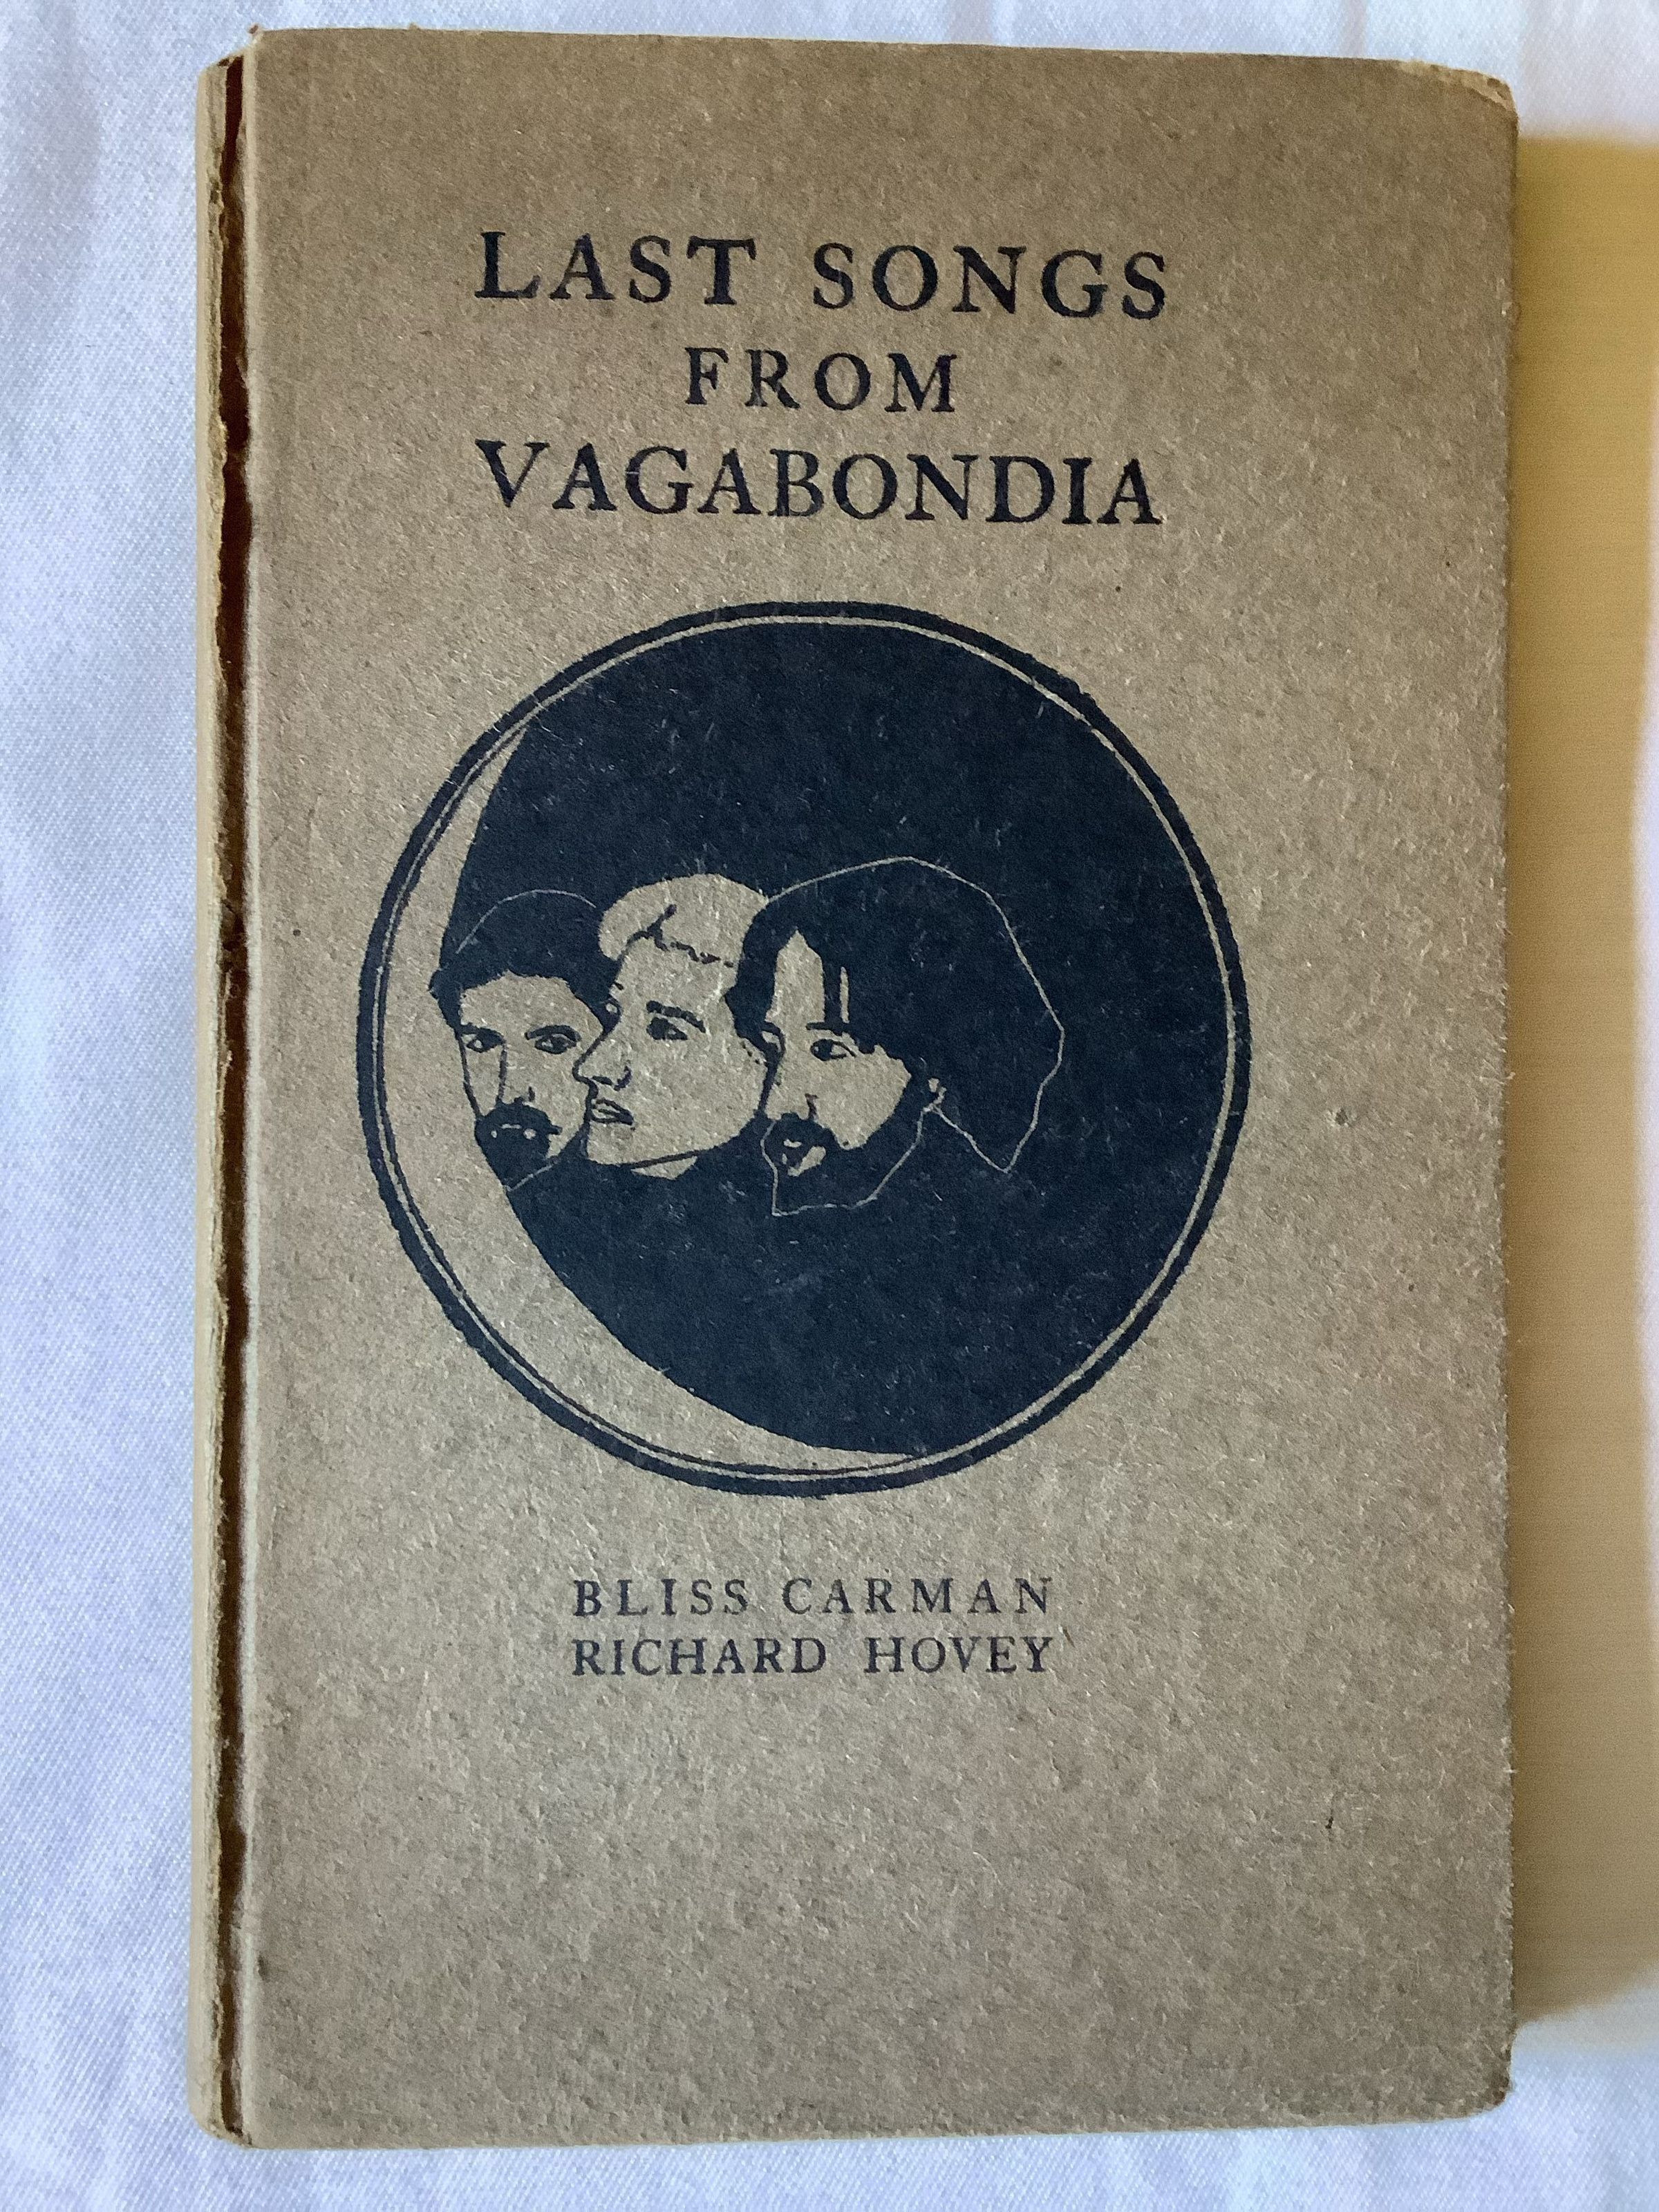 LAST SONGS
FROM
VAGABONDIA
BLISS CARMAN
RICHARD HOVEY